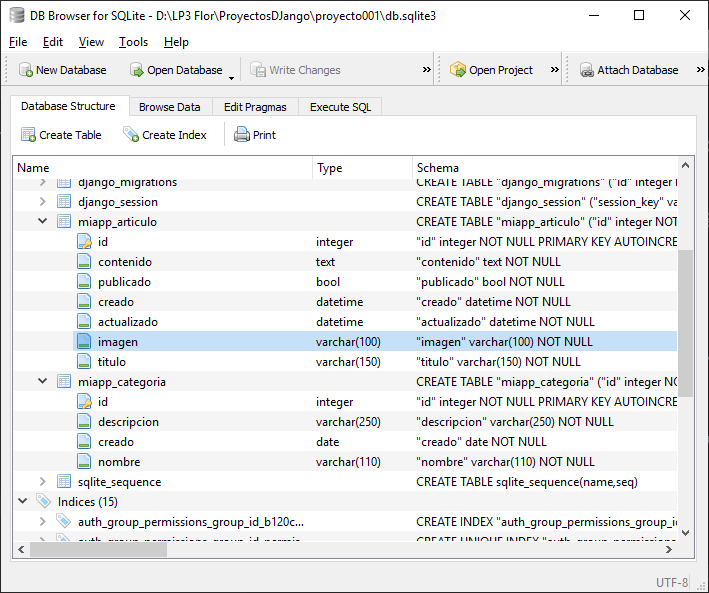 DB Browser for SQLite - D:\LP3 Flor\ProyectosDJango\proyecto001\db.sqlite3
File Edit View Tools Help
New Database Open Database Write Changes » Open Project » Attach Database »
Database Structure Browse Data Edit Pragmas Execute SQL
Create Table Create Index Print
Name Type Schema
django_migrations CREATE TABLE "django_migrations" ("id" integer N
django_session CREATE TABLE "django_session" ("session_key" va
miapp_articulo CREATE TABLE "miapp_articulo" ("id" integer NOT
id integer "id" integer NOT NULL PRIMARY KEY AUTOINCRE
contenido text "contenido" text NOT NULL
publicado bool "publicado" bool NOT NULL
creado datetime "creado" datetime NOT NULL
actualizado datetime "actualizado" datetime NOT NULL
imagen varchar(100) "imagen" varchar(100) NOT NULL
titulo varchar(150) "titulo" varchar(150) NOT NULL
miapp_categoria CREATE TABLE "miapp_categoria" ("id" integer NOT
id integer "id" integer NOT NULL PRIMARY KEY AUTOINCRE
descripcion varchar(250) "descripcion" varchar(250) NOT NULL
creado date "creado" date NOT NULL
nombre varchar(110) "nombre" varchar(110) NOT NULL
sqlite_sequence CREATE TABLE sqlite_sequence(name,seq)
Indices (15)
auth_group_permissions_group_id_b120c... CREATE INDEX "auth_group_permissions_group_id
auth_group_permissions_group_id_permis... CREATE UNIQUE INDEX "auth_group_permissions
UTF-8